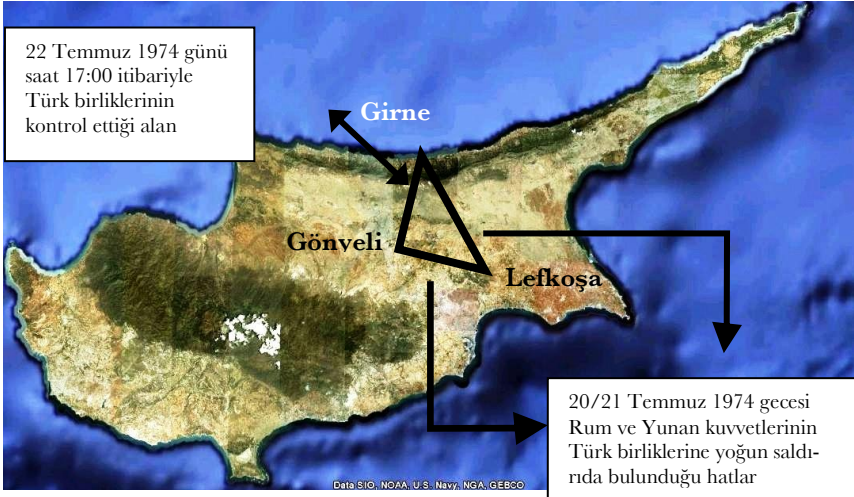 22 Temmuz 1974 günü
saat 17:00 itibariyle
Türk birliklerinin
kontrol ettiği alan
Girne
Gönveli
Lefkoşa
20/21 Temmuz 1974 gecesi
Rum ve Yunan kuvvetlerinin
Türk birliklerine yoğun saldı-
rıda bulunduğu hatlar
Data SIO, NOAA, U.S. Navy, NGA, GEBCO